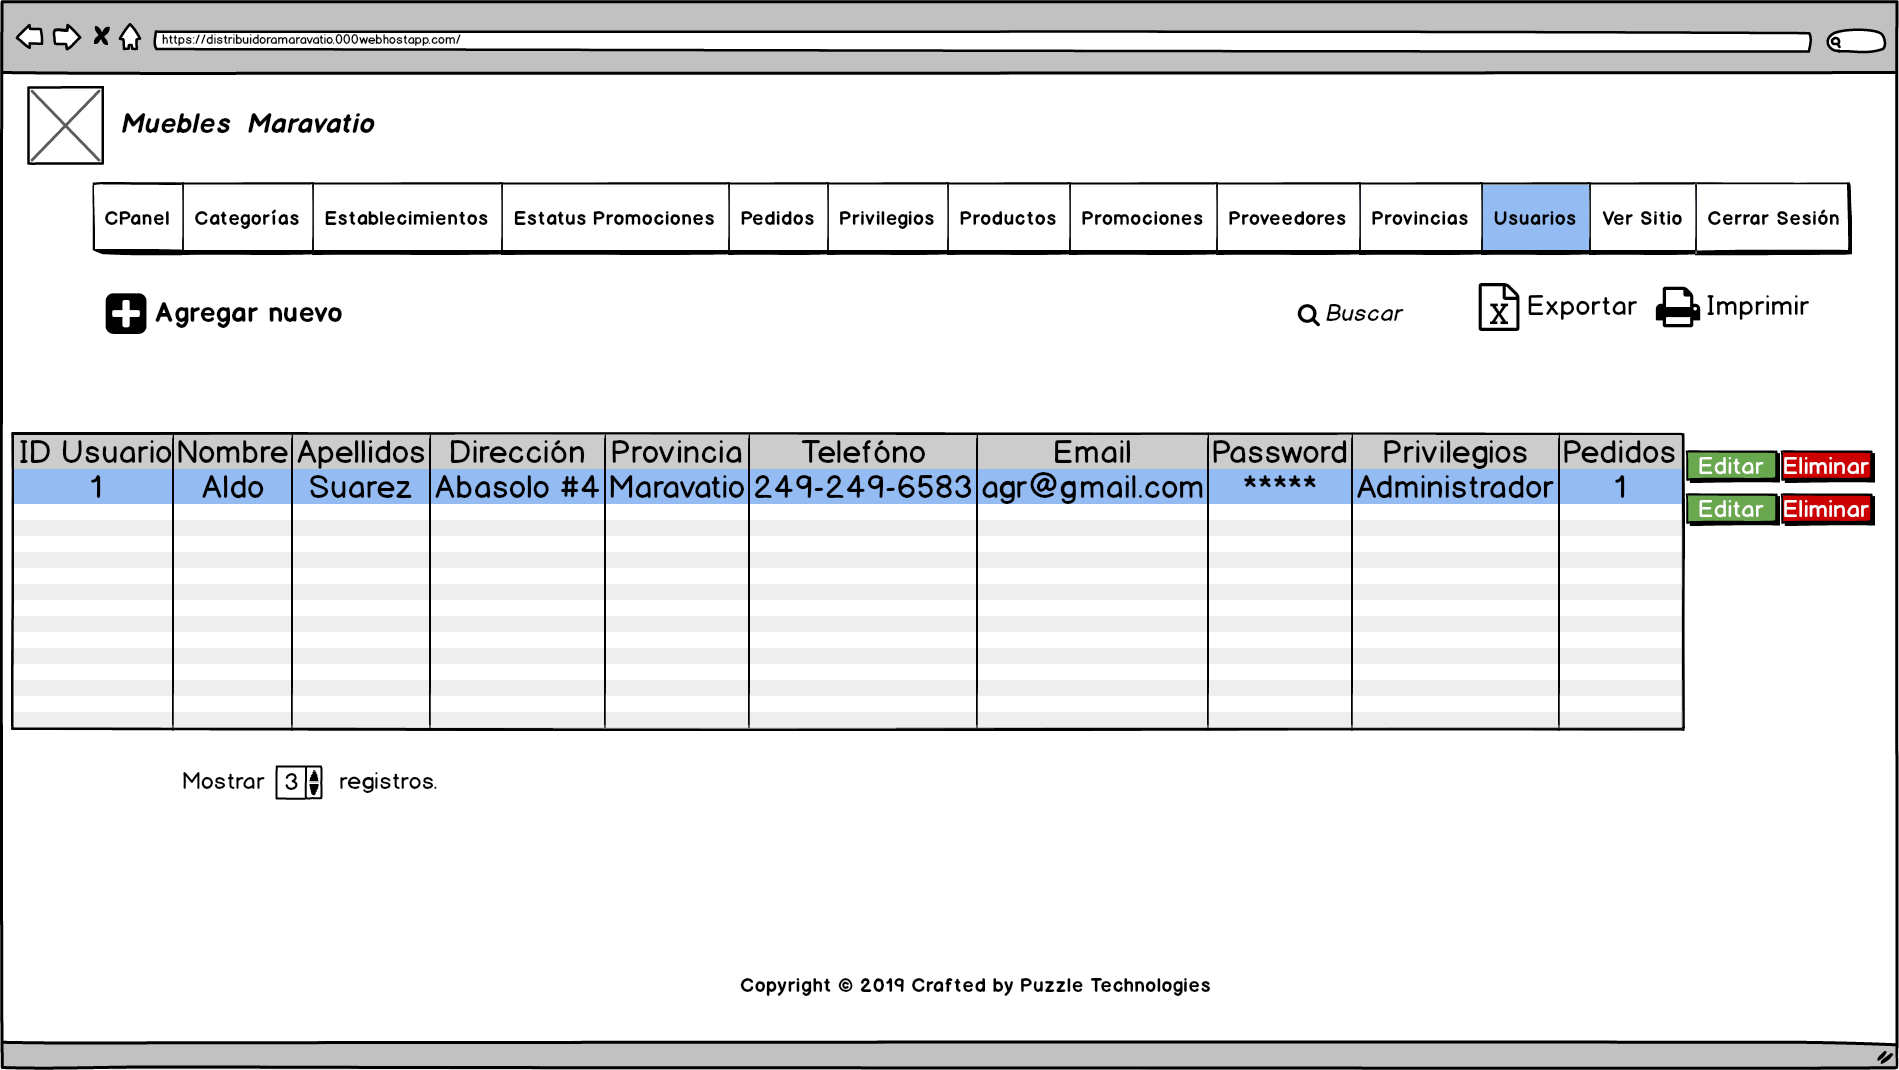 https://distribuidoramaravatio.000webhostapp.com/
Muebles Maravatio
CPanel Categorías Establecimientos Estatus Promociones Pedidos Privilegios Productos Promociones Proveedores Provincias Usuarios Ver Sitio Cerrar Sesión
Agregar nuevo Buscar X Exportar Imprimir
ID Usuario Nombre Apellidos Dirección Provincia Telefóno Email Password Privilegios Pedidos
Editar Eliminar
1 Aldo Suarez Abasolo #4 Maravatio 249-249-6583 agr@gmail.com ***** Administrador 1
Editar Eliminar
Mostrar 3 registros.
Copyright © 2019 Crafted by Puzzle Technologies